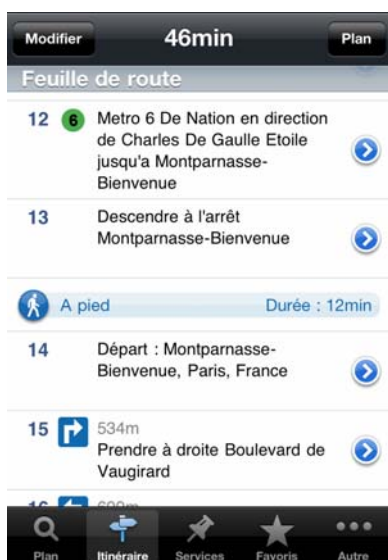 Modifier 46min Plan
Feuille de route
12 6 Metro 6 De Nation en direction
de Charles De Gaulle Etoile
jusqu'a Montparnasse-
Bienvenue
13 Descendre à l'arrêt
Montparnasse-Bienvenue
A pied Durée : 12min
14 Départ : Montparnasse-
Bienvenue, Paris, France
15 534m
Prendre à droite Boulevard de
Vaugirard
Plan Itinéraire Services Favoris Autre